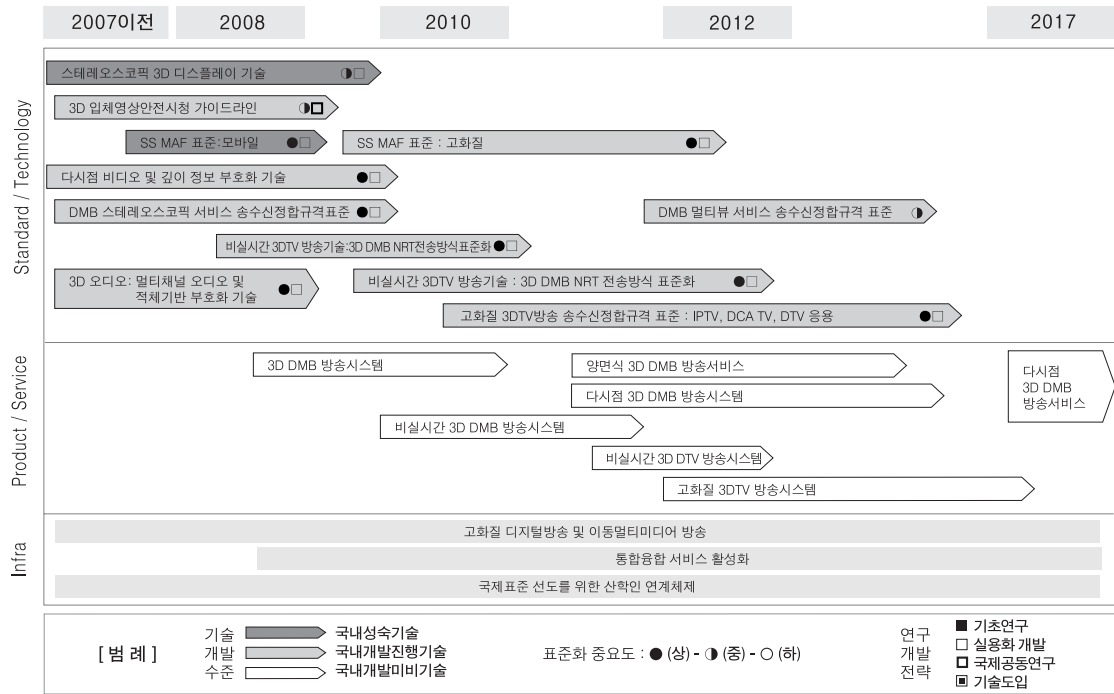 2007이전 2008 2010 2012 2017
Standard / Technology
스테레오스코픽 3D 디스플레이 기술 ◑□
3D 입체영상안전시청 가이드라인 ◑□
SS MAF 표준:모바일 ●□
SS MAF 표준 : 고화질 ●□
다시점 비디오 및 깊이 정보 부호화 기술 ●□
DMB 스테레오스코픽 서비스 송수신정합규격표준 ●□
DMB 멀티뷰 서비스 송수신정합규격 표준 ◑
비실시간 3DTV 방송기술:3D DMB NRT전송방식표준화 ●□
3D 오디오: 멀티채널 오디오 및
적체기반 부호화 기술 ●□
비실시간 3DTV 방송기술 : 3D DMB NRT 전송방식 표준화 ●□
고화질 3DTV방송 송수신정합규격 표준 : IPTV, DCA TV, DTV 응용 ●□
Product / Service
3D DMB 방송시스템
양면식 3D DMB 방송서비스
다시점 3D DMB 방송시스템
다시점
3D DMB
방송서비스
비실시간 3D DMB 방송시스템
비실시간 3D DTV 방송시스템
고화질 3DTV 방송시스템
Infra
고화질 디지털방송 및 이동멀티미디어 방송
통합융합 서비스 활성화
국제표준 선도를 위한 산학인 연계체제
[ 범 례 ]
기술
개발
수준
국내성숙기술
국내개발진행기술
국내개발미비기술
표준화 중요도 : ● (상) - ◑ (중) - ○ (하)
연구
개발
전략
■ 기초연구
□ 실용화 개발
□ 국제공동연구
▣ 기술도입